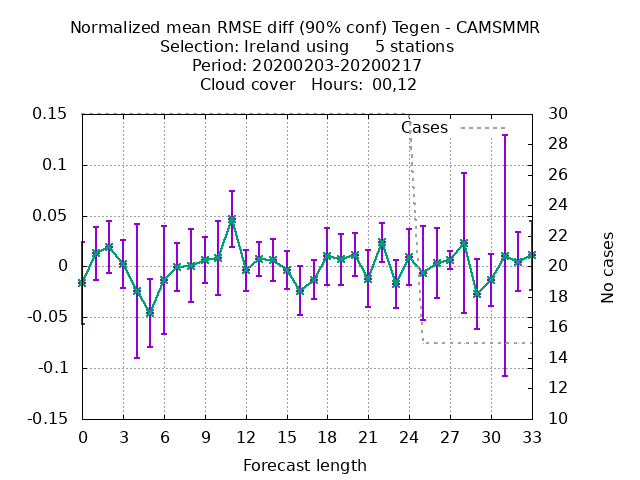 Normalized mean RMSE diff (90% conf) Tegen - CAMSMMR
Selection: Ireland using     5 stations
Period: 20200203-20200217
Cloud cover   Hours:  00,12
Cases
0.15
0.1
0.05
0
-0.05
-0.1
-0.15
30
28
26
24
22
20
18
16
14
12
10
No cases
0 3 6 9 12 15 18 21 24 27 30 33
Forecast length